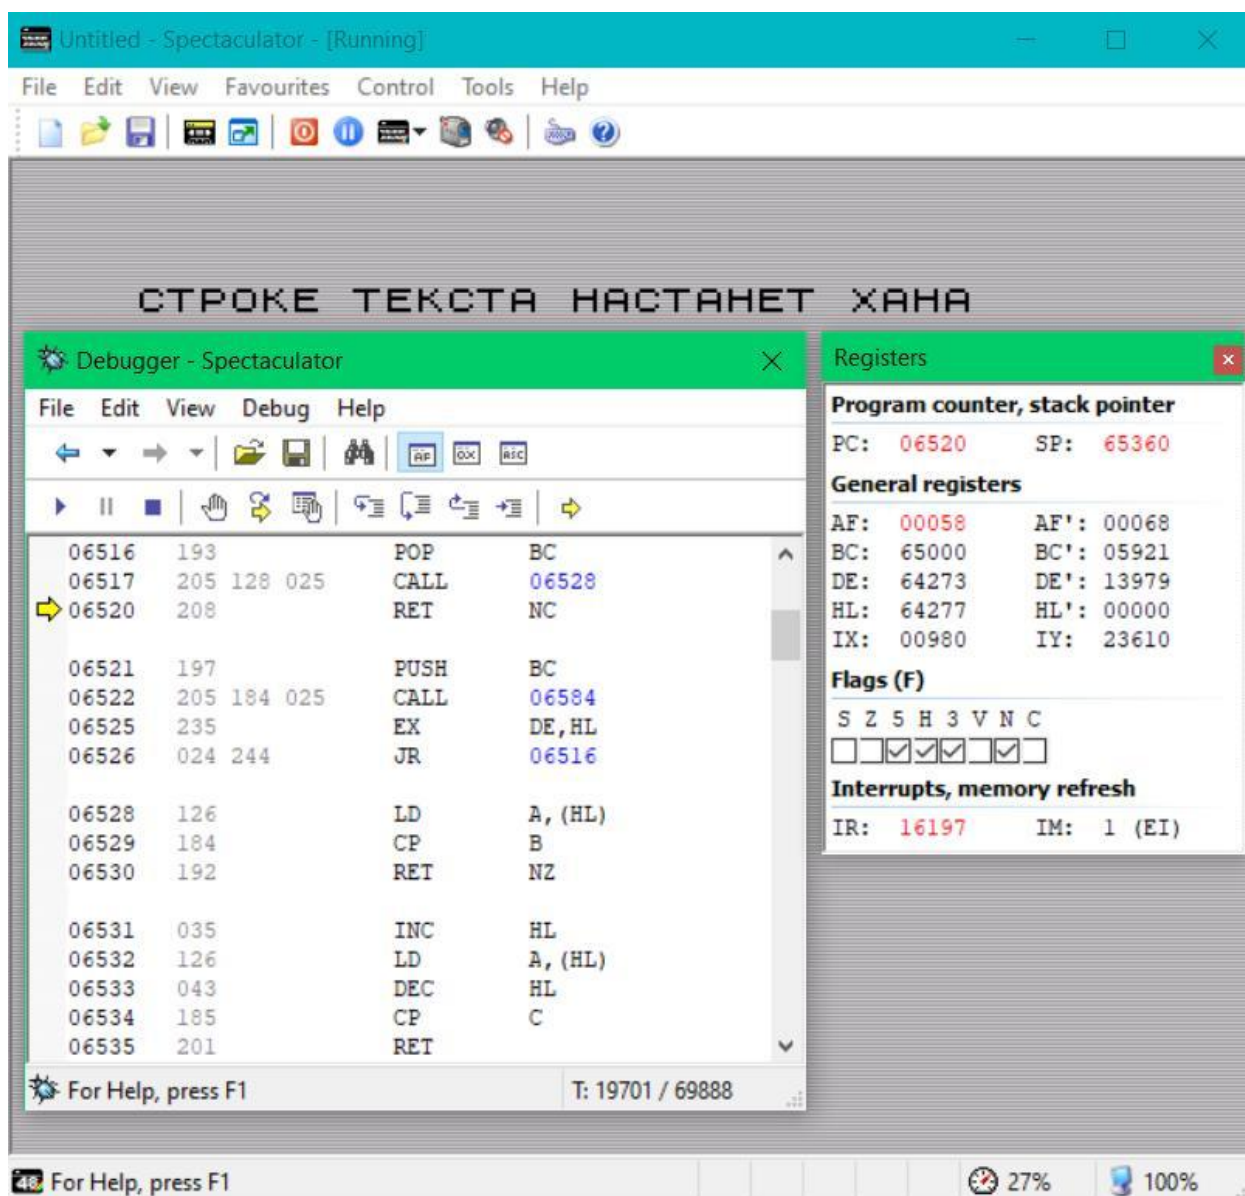 Untitled - Spectaculator - [Running]
File Edit View Favourites Control Tools Help
СТРОКЕ ТЕКСТА НАСТАНЕТ ХАНА
Debugger - Spectaculator
File Edit View Debug Help
06516 193 POP BC
06517 205 128 025 CALL 06528
06520 208 RET NC
06521 197 PUSH BC
06522 205 184 025 CALL 06584
06525 235 EX DE,HL
06526 024 244 JR 06516
06528 126 LD A,(HL)
06529 184 CP B
06530 192 RET NZ
06531 035 INC HL
06532 126 LD A,(HL)
06533 043 DEC HL
06534 185 CP C
06535 201 RET
For Help, press F1 T: 19701 / 69888
Registers
Program counter, stack pointer
PC: 06520 SP: 65360
General registers
AF: 00058 AF': 00068
BC: 65000 BC': 05921
DE: 64273 DE': 13979
HL: 64277 HL': 00000
IX: 00980 IY: 23610
Flags (F)
S Z 5 H 3 V N C
Interrupts, memory refresh
IR: 16197 IM: 1 (EI)
48 For Help, press F1 27% 100%